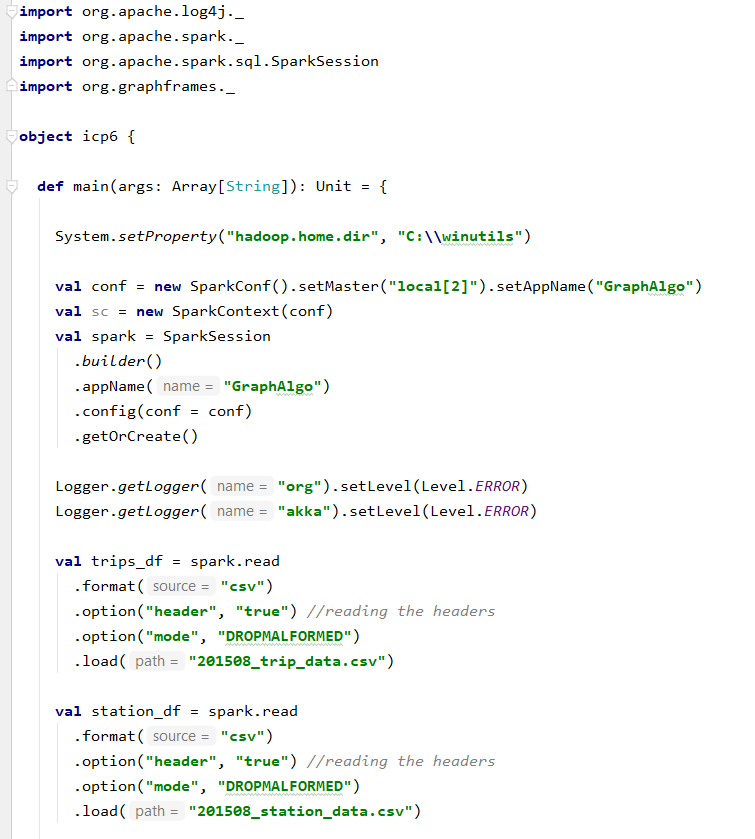 import org.apache.log4j._
import org.apache.spark._
import org.apache.spark.sql.SparkSession
import org.graphframes._
object icp6 {
def main(args: Array[String]): Unit = {
System.setProperty("hadoop.home.dir", "C:\\winutils")
val conf = new SparkConf().setMaster("local[2]").setAppName("GraphAlgo")
val sc = new SparkContext(conf)
val spark = SparkSession
.builder()
.appName( name = "GraphAlgo")
.config(conf = conf)
.getOrCreate()
Logger.getLogger( name = "org").setLevel(Level.ERROR)
Logger.getLogger( name = "akka").setLevel(Level.ERROR)
val trips_df = spark.read
.format( source = "csv")
.option("header", "true") //reading the headers
.option("mode", "DROPMALFORMED")
.load( path = "201508_trip_data.csv")
val station_df = spark.read
.format( source = "csv")
.option("header", "true") //reading the headers
.option("mode", "DROPMALFORMED")
.load( path = "201508_station_data.csv")